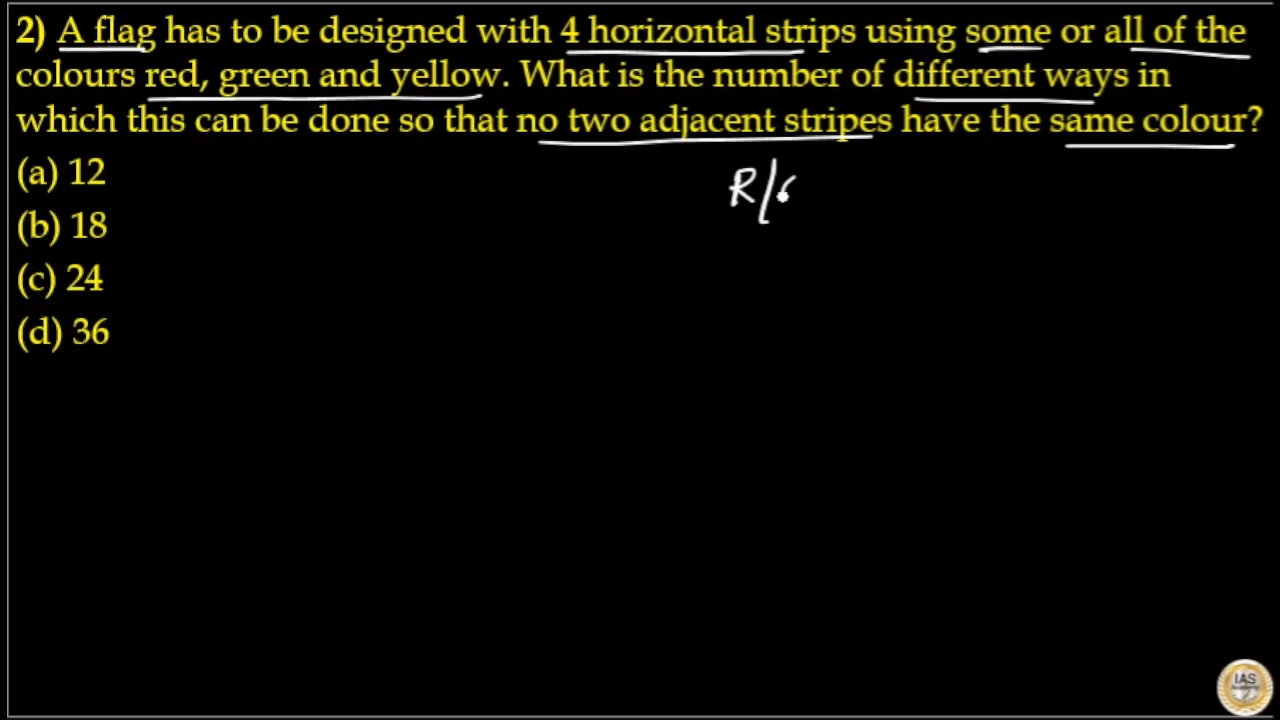 2) A flag has to be designed with 4 horizontal strips using some or all of the
colours red, green and yellow. What is the number of different ways in
which this can be done so that no two adjacent stripes have the same colour?
(a) 12
R/
(b) 18
(c) 24
(d) 36
IAS
Academy